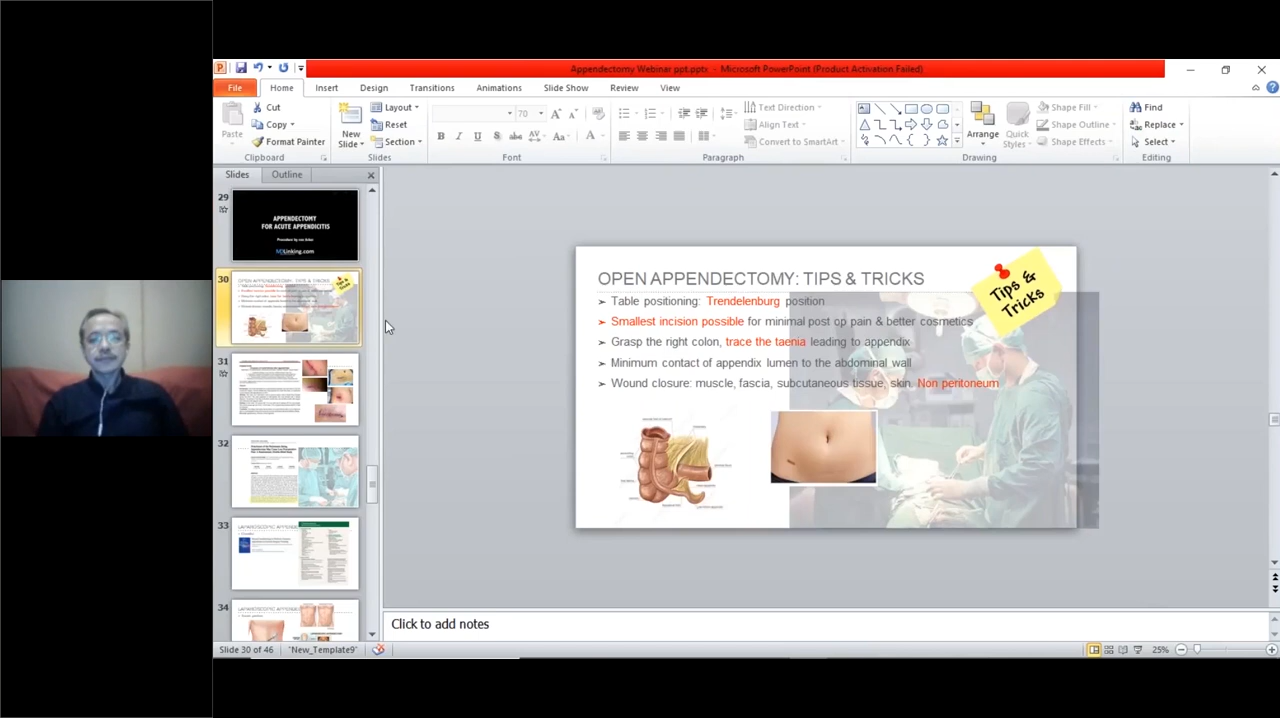 Appendectomy Webinar ppt.pptx - Microsoft PowerPoint (Product Activation Failed)
File Home Insert Design Transitions Animations Slide Show Review View
Paste
Cut
Copy
Format Painter
Clipboard
New
Slide
Layout
Reset
Section
Slides
70
Font
Text Direction
Align Text
Convert to SmartArt
Paragraph
Arrange
Quick
Styles
Shape Fill
Shape Outline
Shape Effects
Drawing
Find
Replace
Select
Editing
Slides Outline
29
APPENDECTOMY
FOR ACUTE APPENDICITIS
30
OPEN APPENDECTOMY: TIPS & TRICKS
31
32
33
34
OPEN APPENDECTOMY: TIPS & TRICKS
Tips &
Tricks
➢ Table positioning: Trendelenburg position
➢ Smallest incision possible for minimal post op pain & better cosmetics
➢ Grasp the right colon, trace the taenia leading to appendix
➢ Minimum contact of appendix lumen to the abdominal wall
➢ Wound closure: muscle, fascia, subcutaneous tissue, skin. Non peritoneum
Click to add notes
Slide 30 of 46 "New_Template9" 25%